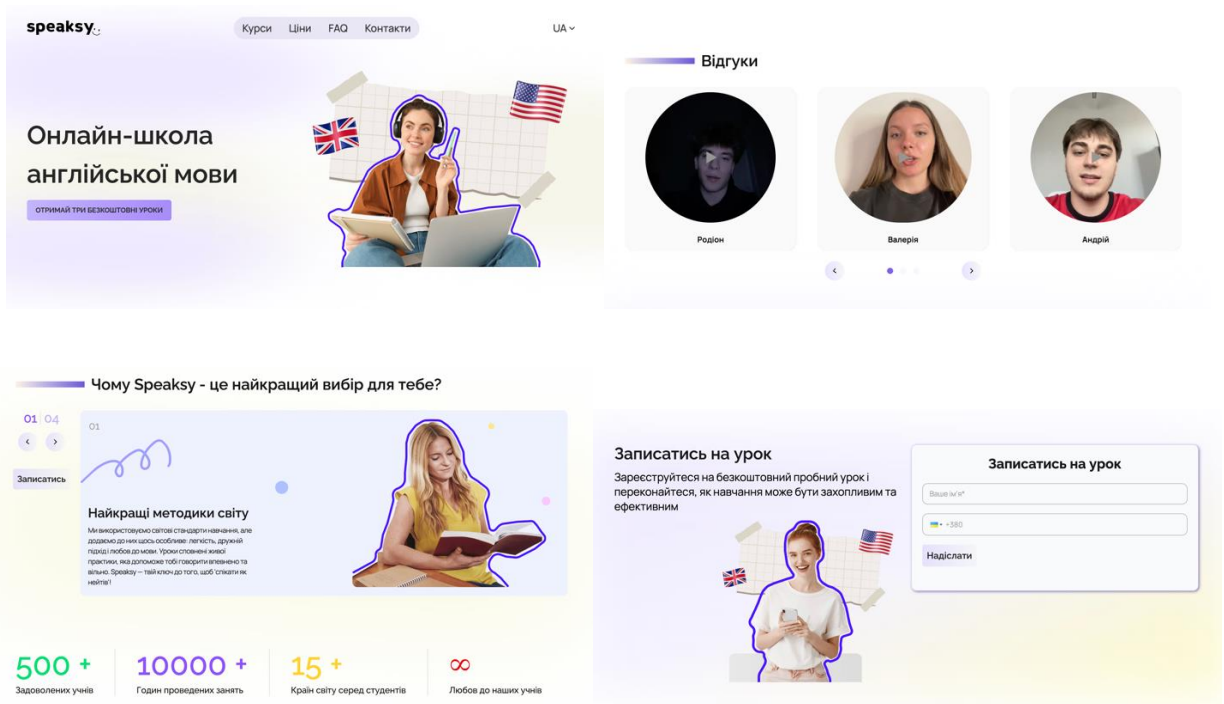 speaksy
Курси Ціни FAQ Контакти
UA
Онлайн-школа
англійської мови
ОТРИМАЙ ТРИ БЕЗКОШТОВНІ УРОКИ
Відгуки
Родіон
Валерія
Андрій
Чому Speaksy - це найкращий вибір для тебе?
01 | 04
Записатись
01
Найкращі методики світу
Ми використовуємо світові стандарти навчання, але
додаємо до них щось особливе: легкість, дружній
підхід і любов до мови. Уроки сповнені живої
практики, яка допоможе тобі говорити впевнено та
вільно. Speaksy — твій ключ до того, щоб 'спікати як
нейтів'!
500 +
Задоволених учнів
10000 +
Годин проведених занять
15 +
Країн світу серед студентів
∞
Любов до наших учнів
Записатись на урок
Зареєструйтеся на безкоштовний пробний урок і
переконайтеся, як навчання може бути захопливим та
ефективним
Записатись на урок
Ваше ім'я*
+380
Надіслати